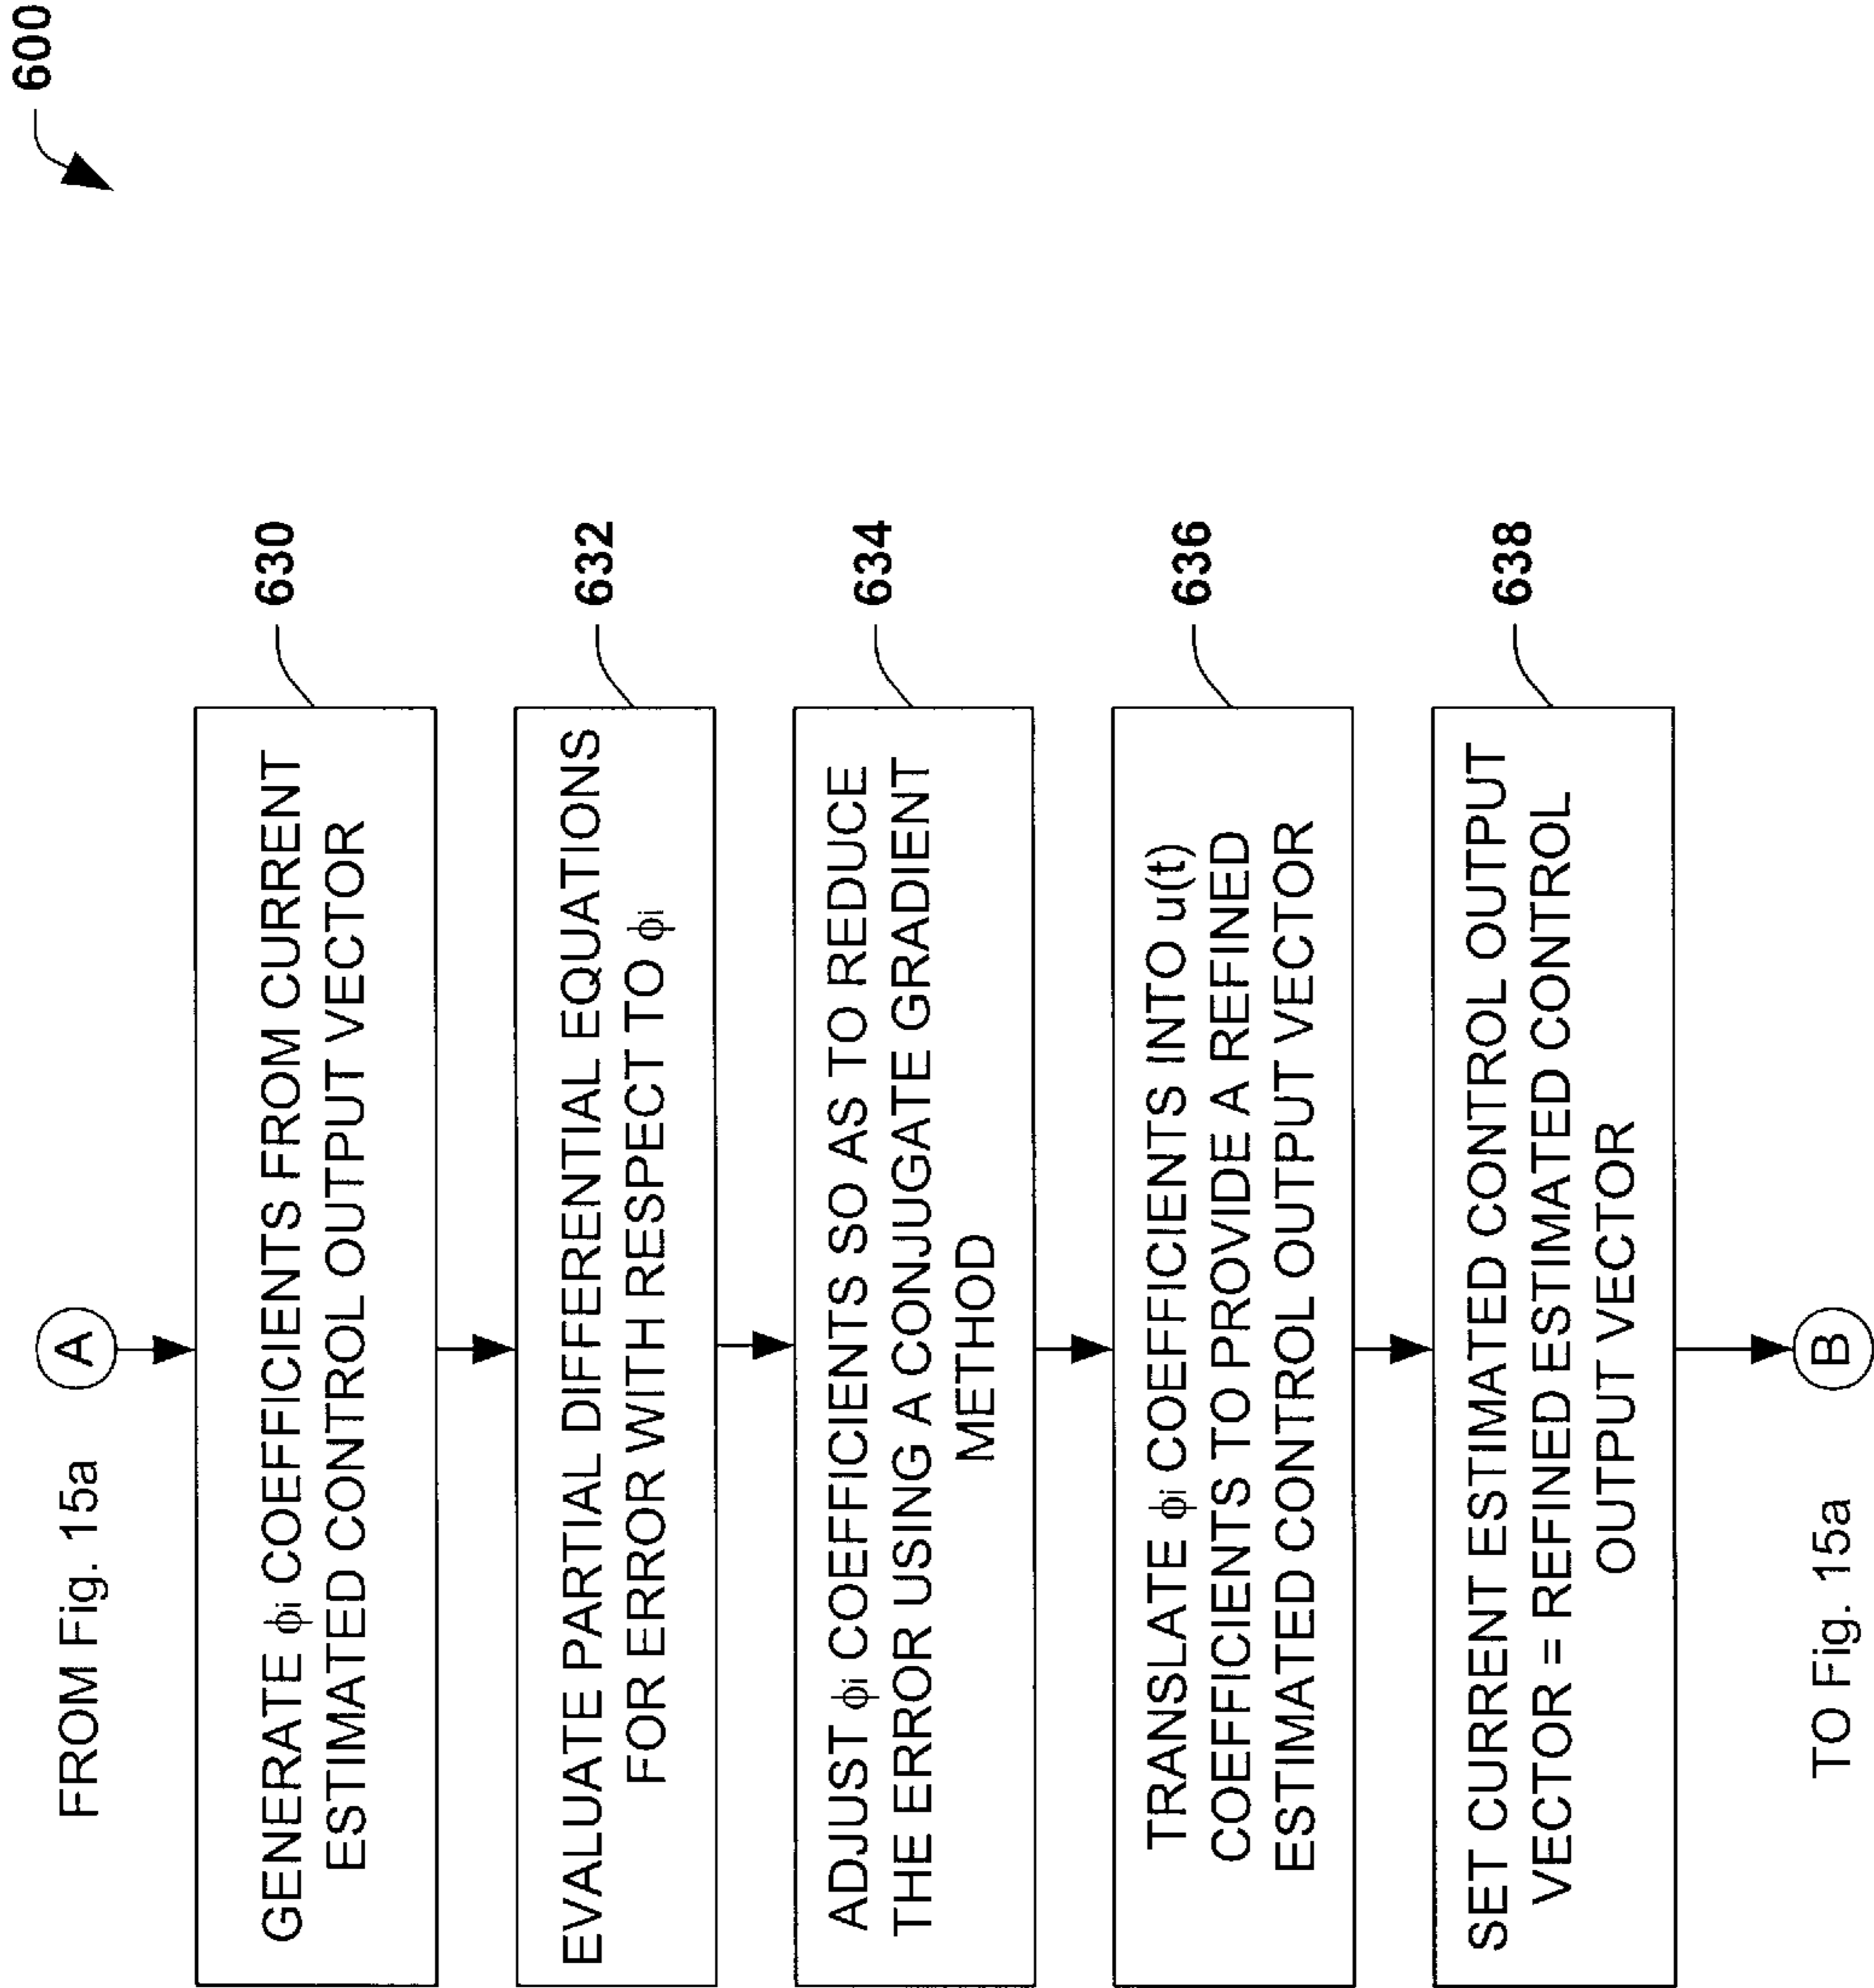 600
FROM Fig. 15a
A
GENERATE ϕi COEFFICIENTS FROM CURRENT
ESTIMATED CONTROL OUTPUT VECTOR
630
EVALUATE PARTIAL DIFFERENTIAL EQUATIONS
FOR ERROR WITH RESPECT TO ϕi
632
ADJUST ϕi COEFFICIENTS SO AS TO REDUCE
THE ERROR USING A CONJUGATE GRADIENT
METHOD
634
TRANSLATE ϕi COEFFICIENTS INTO u(t)
COEFFICIENTS TO PROVIDE A REFINED
ESTIMATED CONTROL OUTPUT VECTOR
636
SET CURRENT ESTIMATED CONTROL OUTPUT
VECTOR = REFINED ESTIMATED CONTROL
OUTPUT VECTOR
638
TO Fig. 15a
B